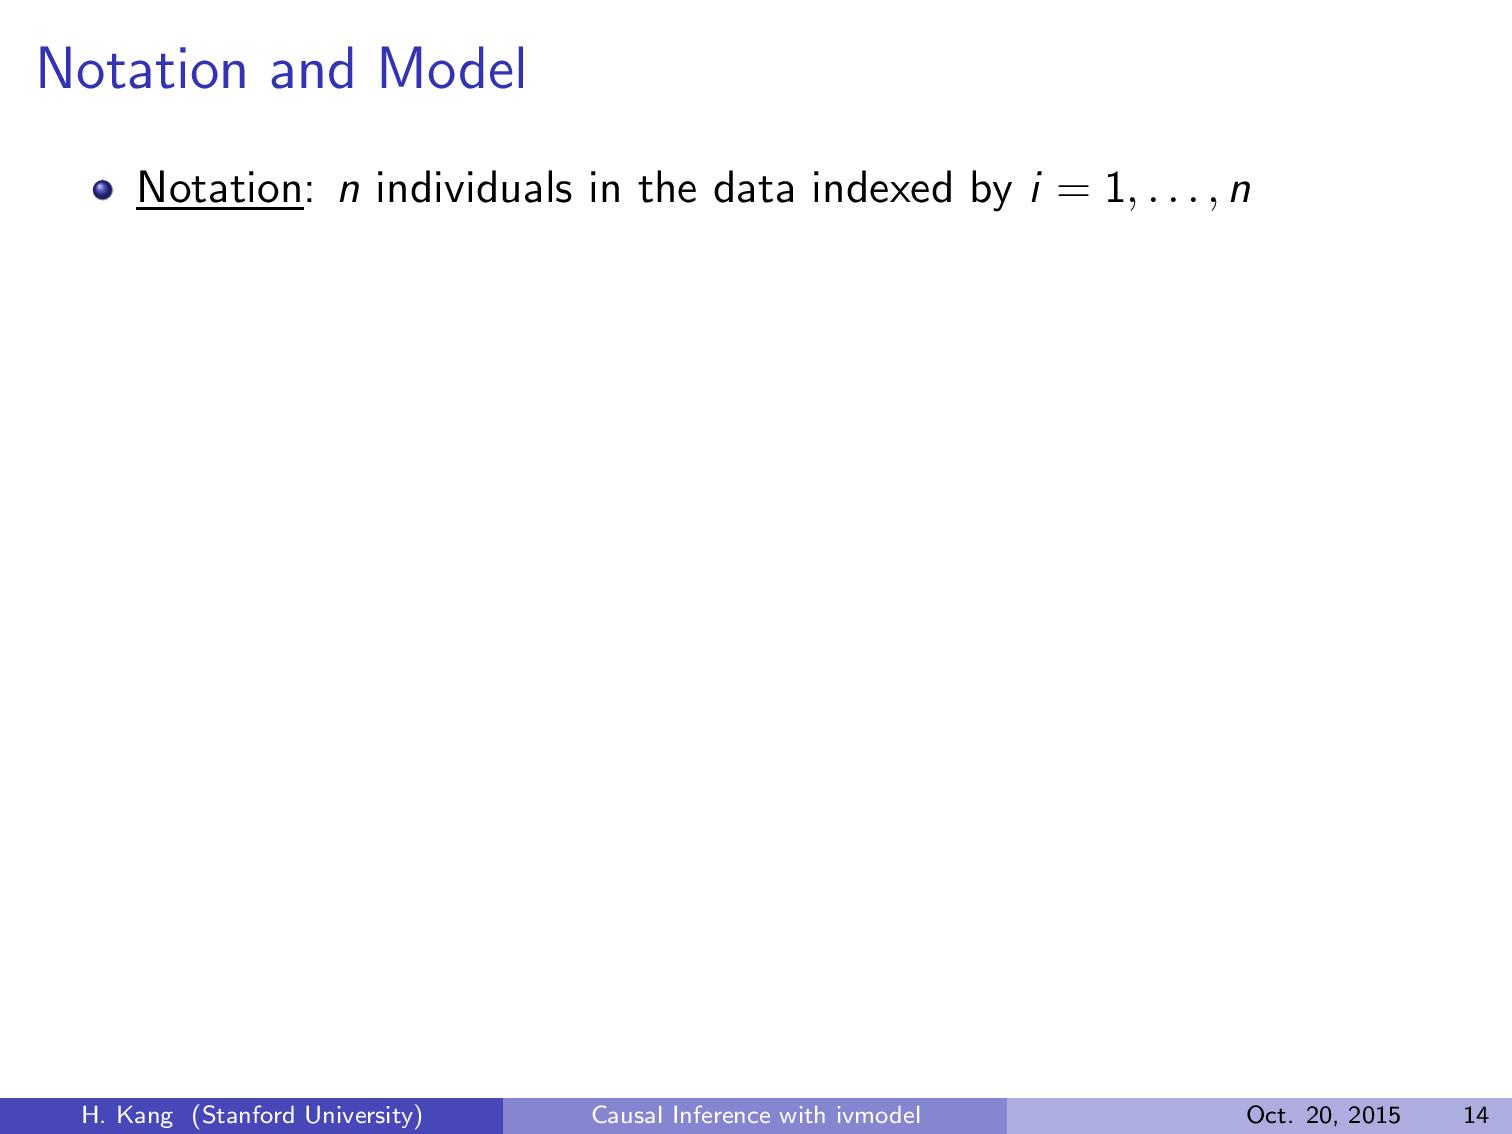 Notation and Model
Notation: n individuals in the data indexed by i = 1, . . . , n
H. Kang (Stanford University) Causal Inference with ivmodel Oct. 20, 2015 14